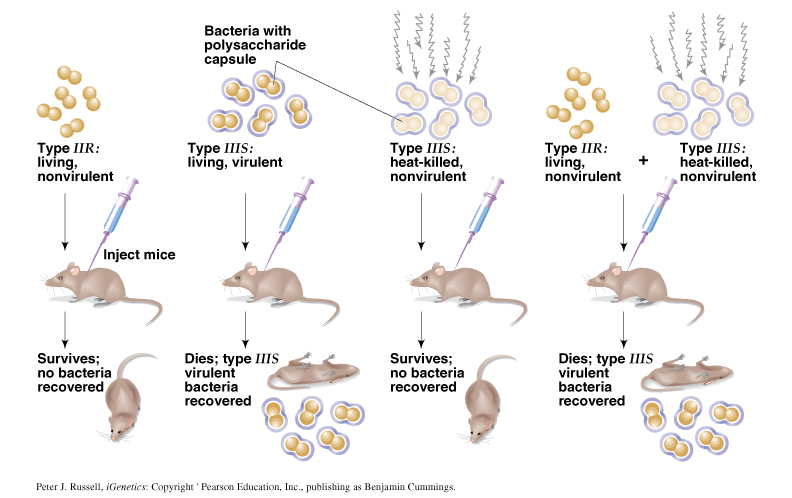 Bacteria with
polysaccharide
capsule
Type IIR:
living,
nonvirulent
Type IIIS:
living, virulent
Type IIIS:
heat-killed,
nonvirulent
Type IIR:
living,
nonvirulent
+
Type IIIS:
heat-killed,
nonvirulent
Inject mice
Survives;
no bacteria
recovered
Dies; type IIIS
virulent
bacteria
recovered
Survives;
no bacteria
recovered
Dies; type IIIS
virulent
bacteria
recovered
Peter J. Russell, iGenetics: Copyright ' Pearson Education, Inc., publishing as Benjamin Cummings.